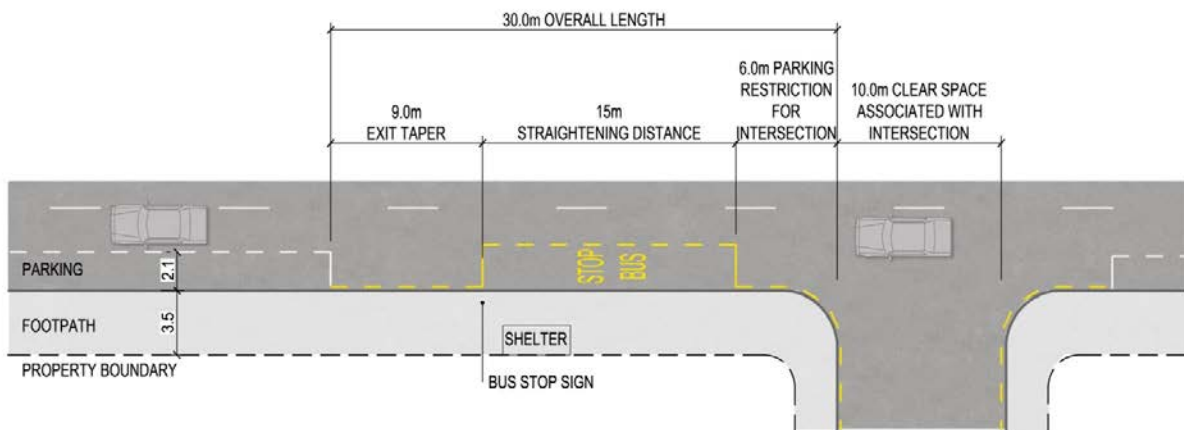 30.0m OVERALL LENGTH
6.0m PARKING
RESTRICTION
FOR
INTERSECTION
10.0m CLEAR SPACE
ASSOCIATED WITH
INTERSECTION
9.0m
EXIT TAPER
15m
STRAIGHTENING DISTANCE
STOP
BUS
PARKING
2.1
FOOTPATH
3.5
SHELTER
PROPERTY BOUNDARY
BUS STOP SIGN